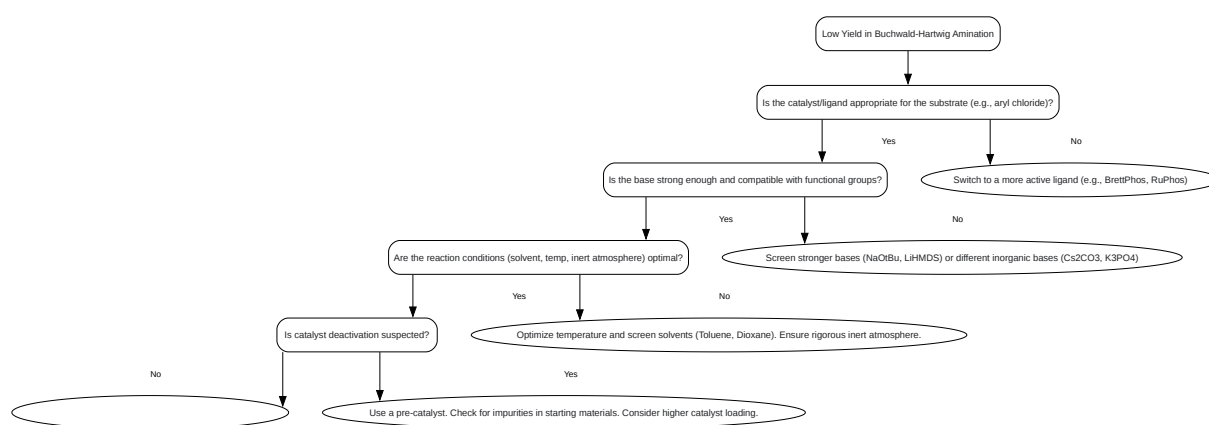 Low Yield in Buchwald-Hartwig Amination
Is the catalyst/ligand appropriate for the substrate (e.g., aryl chloride)?
Yes
No
Is the base strong enough and compatible with functional groups?
Switch to a more active ligand (e.g., BrettPhos, RuPhos)
Yes
No
Are the reaction conditions (solvent, temp, inert atmosphere) optimal?
Screen stronger bases (NaOtBu, LiHMDS) or different inorganic bases (Cs2CO3, K3PO4)
Yes
No
Is catalyst deactivation suspected?
Optimize temperature and screen solvents (Toluene, Dioxane). Ensure rigorous inert atmosphere.
No
Yes
Use a pre-catalyst. Check for impurities in starting materials. Consider higher catalyst loading.